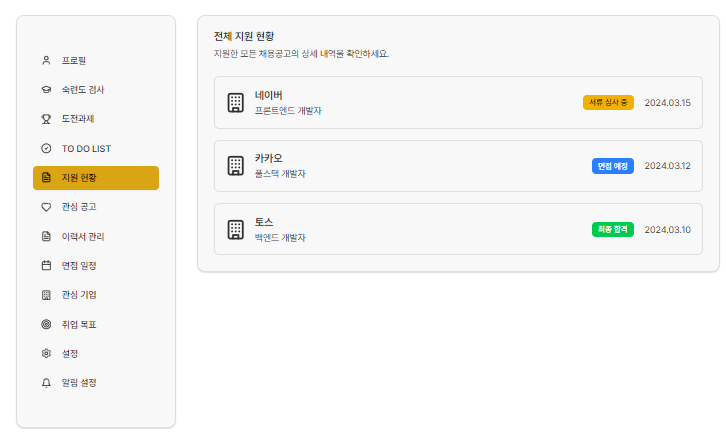 프로필
숙련도 검사
도전과제
TO DO LIST
지원 현황
관심 공고
이력서 관리
면접 일정
관심 기업
취업 목표
설정
알림 설정
전체 지원 현황
지원한 모든 채용공고의 상세 내역을 확인하세요.
네이버
프론트엔드 개발자
서류 심사 중
2024.03.15
카카오
풀스택 개발자
면접 예정
2024.03.12
토스
백엔드 개발자
최종 합격
2024.03.10